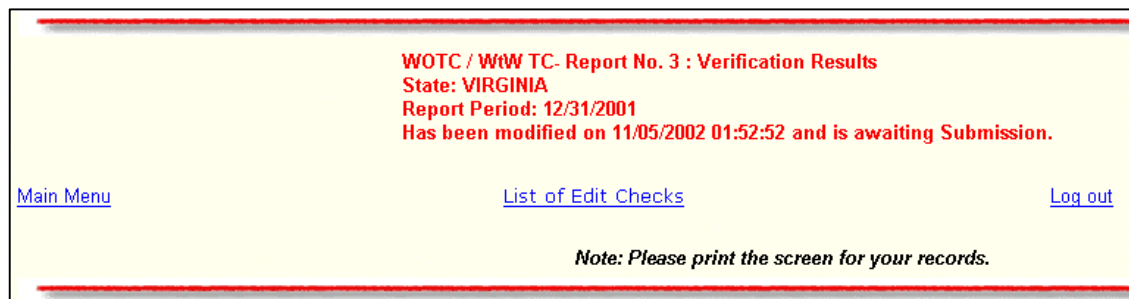 WOTC / WtW TC- Report No. 3 : Verification Results
State: VIRGINIA
Report Period: 12/31/2001
Has been modified on 11/05/2002 01:52:52 and is awaiting Submission.
Main Menu List of Edit Checks Log out
Note: Please print the screen for your records.